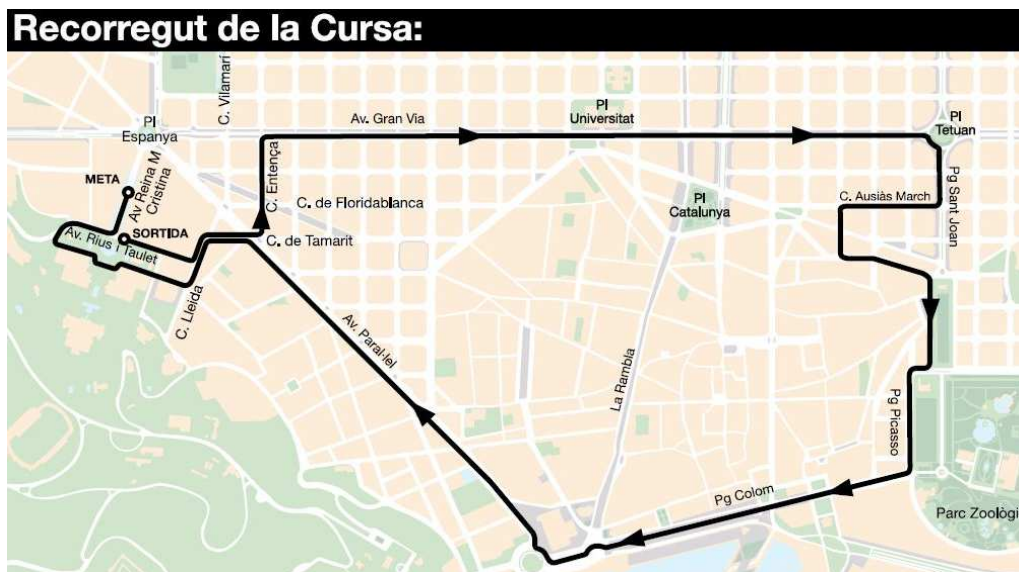 Recorregut de la Cursa:
C. Vilamarí
Pl
Espanya
Av. Gran Via
Pl
Universitat
Pl
Tetuan
META
Av Reina M
Cristina
C. Entença
C. de Floridablanca
C. Ausiàs March
Pg Sant Joan
Pl
Catalunya
SORTIDA
Av. Rius i Taulet
C. de Tamarit
C. Lleida
Av. Paral·lel
La Rambla
Pg Picasso
Pg Colom
Parc Zoològi